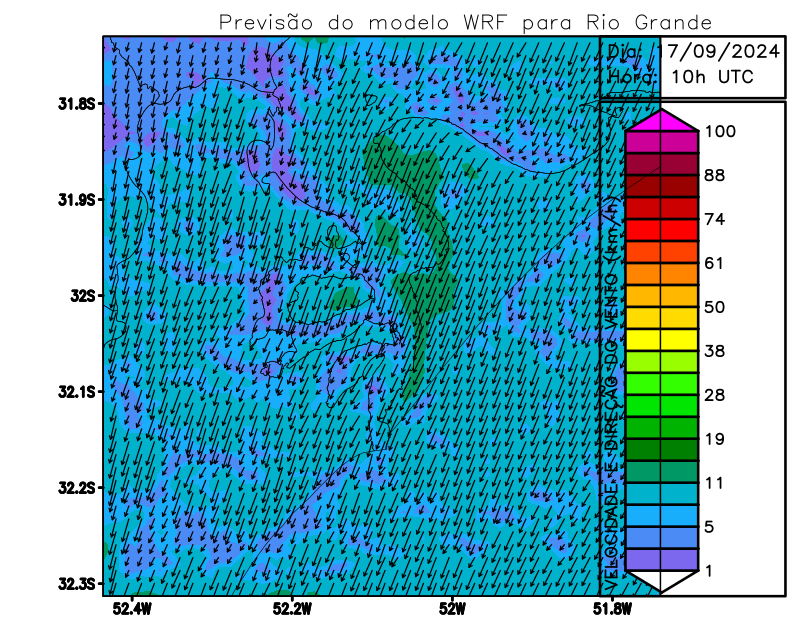 Previsão do modelo WRF para Rio Grande
Dia: 17/09/2024
Hora: 10h UTC
31.8S
31.9S
32S
32.1S
32.2S
32.3S
52.4W
52.2W
52W
51.8W
VELOCIDADE E DIREÇÃO DO VENTO (km/h)
100
88
74
61
50
38
28
19
11
5
1